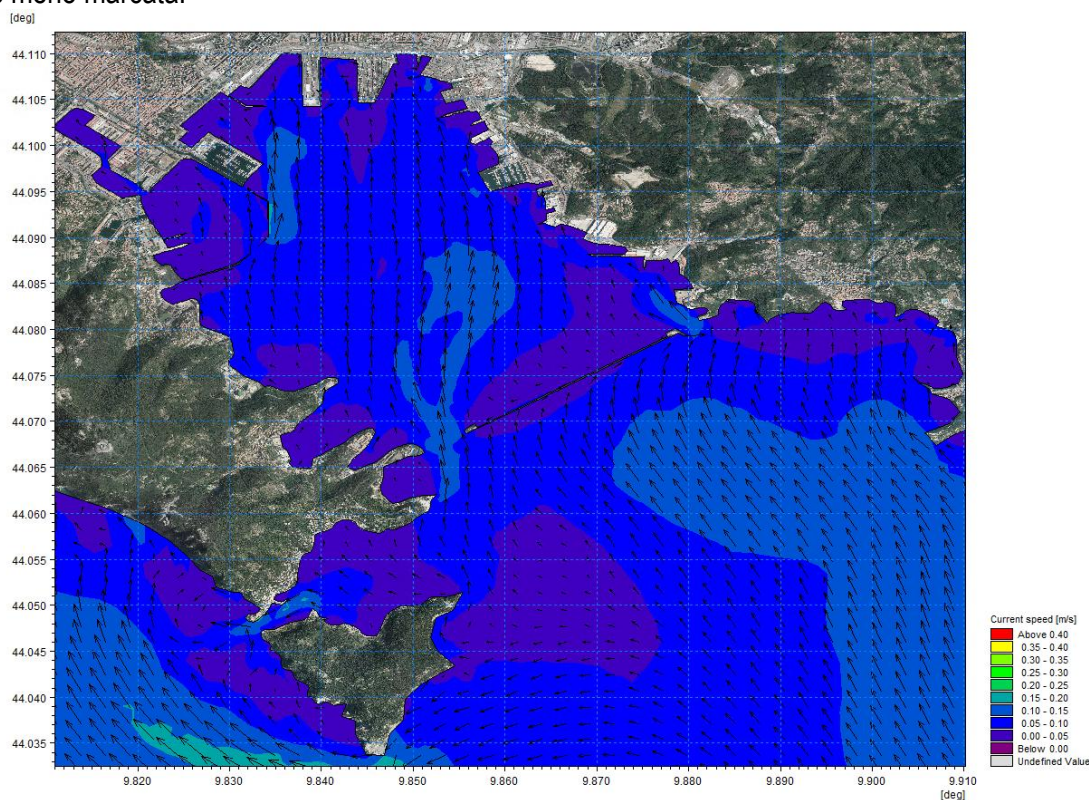 meno marcata.
[deg]
44.110
44.105
44.100
44.095
44.090
44.085
44.080
44.075
44.070
44.065
44.060
44.055
44.050
44.045
44.040
44.035
9.820 9.830 9.840 9.850 9.860 9.870 9.880 9.890 9.900 9.910
[deg]
Current speed [m/s]
Above 0.40
0.35 - 0.40
0.30 - 0.35
0.25 - 0.30
0.20 - 0.25
0.15 - 0.20
0.10 - 0.15
0.05 - 0.10
0.00 - 0.05
Below 0.00
Undefined Value